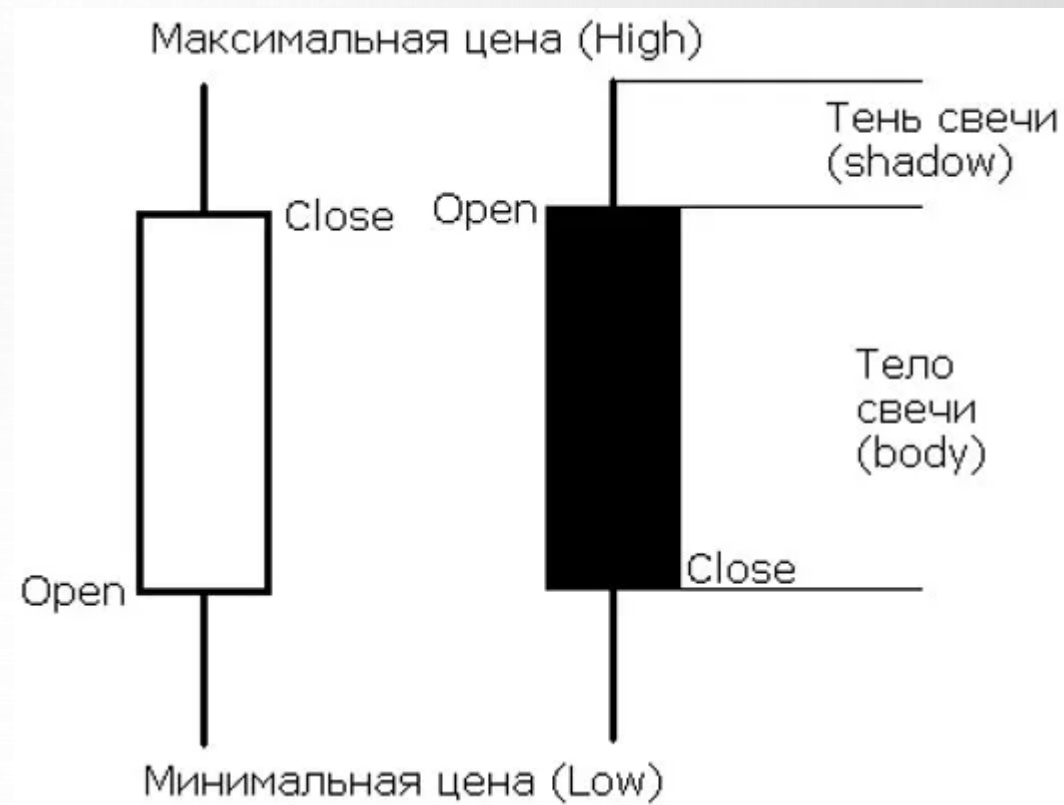 Максимальная цена (High)
Тень свечи
(shadow)
Close
Open
Тело
свечи
(body)
Close
Open
Минимальная цена (Low)